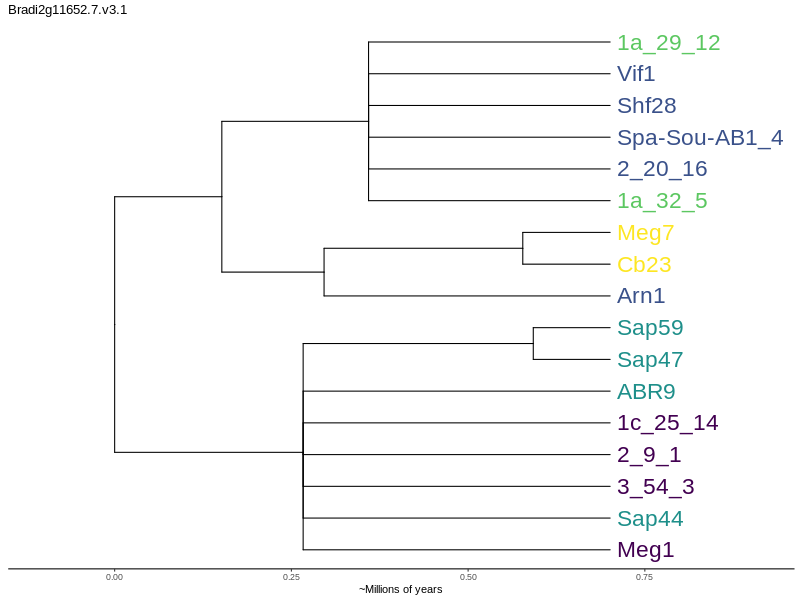 Bradi2g11652.7.v3.1
1a_29_12
Vif1
Shf28
Spa-Sou-AB1_4
2_20_16
1a_32_5
Meg7
Cb23
Arn1
Sap59
Sap47
ABR9
1c_25_14
2_9_1
3_54_3
Sap44
Meg1
0.00 0.25 0.50 0.75
~Millions of years